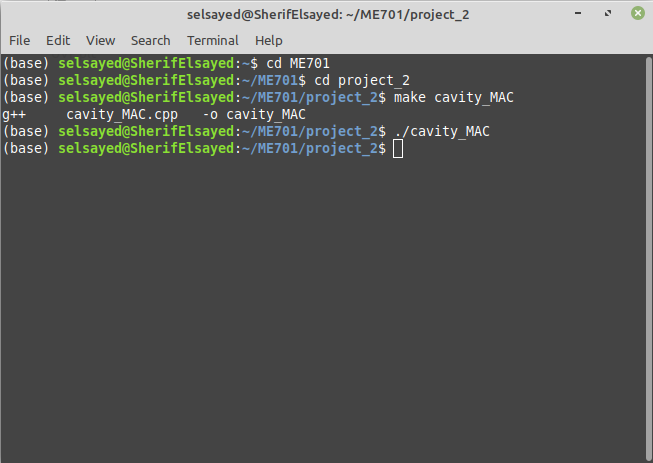 selsayed@SherifElsayed: ~/ME701/project_2
File Edit View Search Terminal Help
(base) selsayed@SherifElsayed:~$ cd ME701
(base) selsayed@SherifElsayed:~/ME701$ cd project_2
(base) selsayed@SherifElsayed:~/ME701/project_2$ make cavity_MAC
g++     cavity_MAC.cpp   -o cavity_MAC
(base) selsayed@SherifElsayed:~/ME701/project_2$ ./cavity_MAC
(base) selsayed@SherifElsayed:~/ME701/project_2$